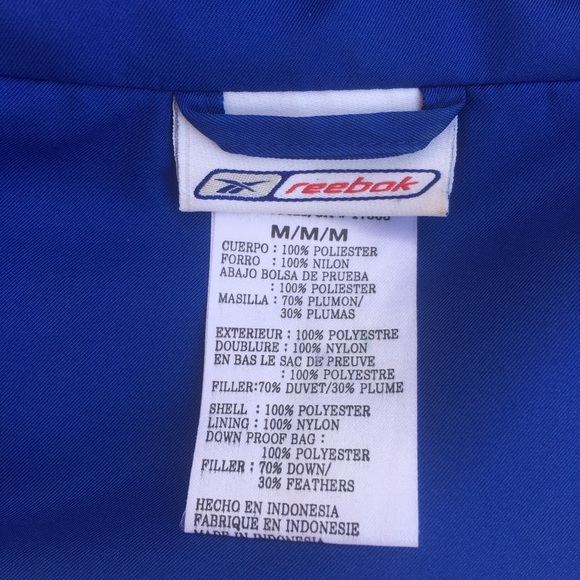 reebok
M/M/M
CUERPO : 100% POLIESTER
FORRO : 100% NILON
ABAJO BOLSA DE PRUEBA
: 100% POLIESTER
MASILLA : 70% PLUMON/
30% PLUMAS
EXTERIEUR : 100% POLYESTRE
DOUBLURE : 100% NYLON
EN BAS LE SAC DE PREUVE
: 100% POLYESTRE
FILLER:70% DUVET/30% PLUME
SHELL : 100% POLYESTER
LINING : 100% NYLON
DOWN PROOF BAG :
100% POLYESTER
FILLER ; 70% DOWN/
30% FEATHERS
HECHO EN INDONESIA
FABRIQUE EN INDONESIE
MADE IN INDONESIA